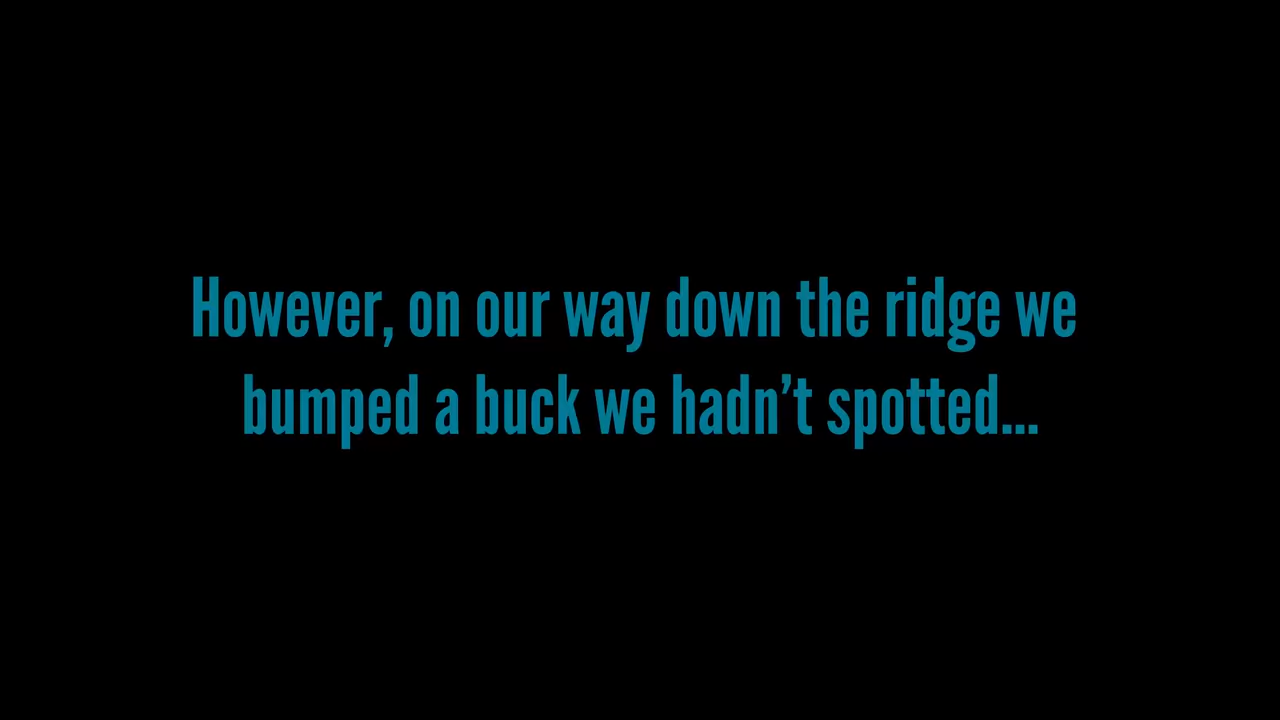 However, on our way down the ridge we
bumped a buck we hadn’t spotted...